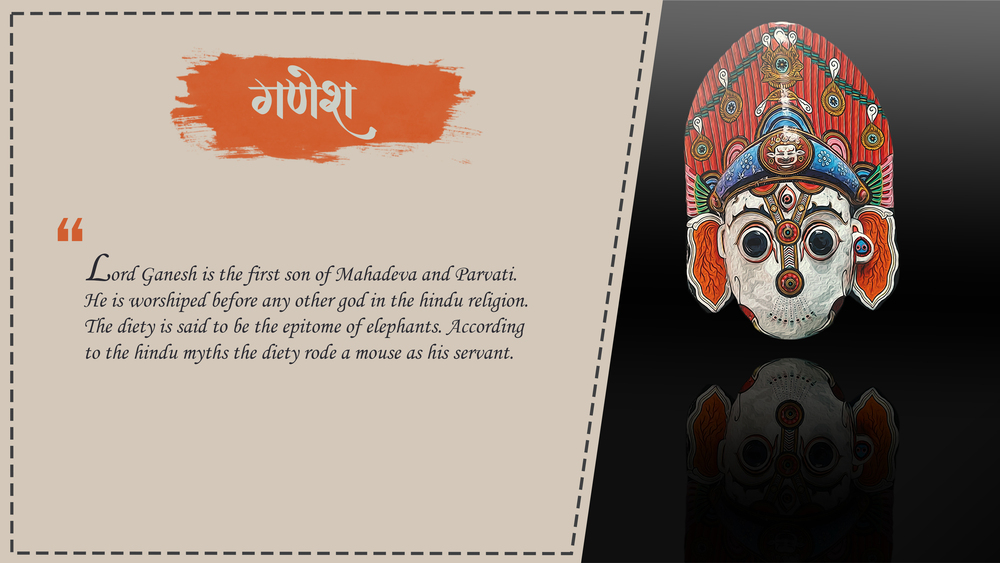 गणेश
“
Lord Ganesh is the first son of Mahadeva and Parvati.
He is worshiped before any other god in the hindu religion.
The diety is said to be the epitome of elephants. According
to the hindu myths the diety rode a mouse as his servant.